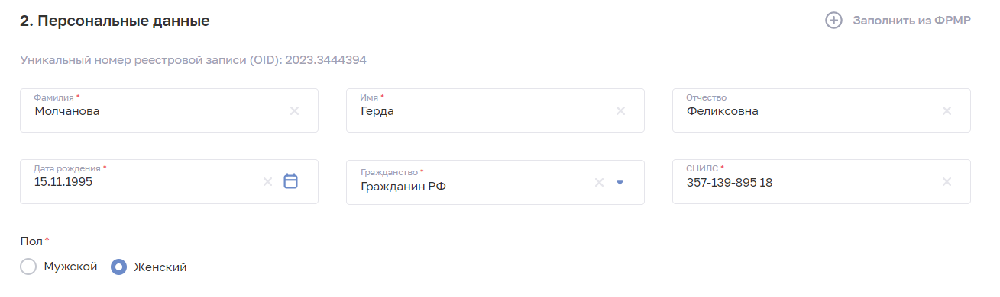 2. Персональные данные
Заполнить из ФРМР
Уникальный номер реестровой записи (OID): 2023.3444394
Фамилия *
Молчанова
Имя *
Герда
Отчество
Феликсовна
Дата рождения *
15.11.1995
Гражданство *
Гражданин РФ
СНИЛС *
357-139-895 18
Пол*
Мужской
Женский